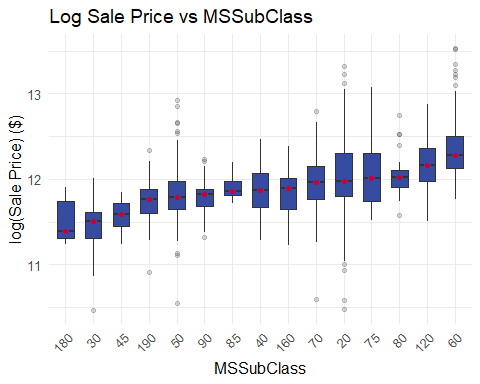 Log Sale Price vs MSSubClass
log(Sale Price) ($)
13
12
11
180 30 45 190 50 90 85 40 160 70 20 75 80 120 60
MSSubClass